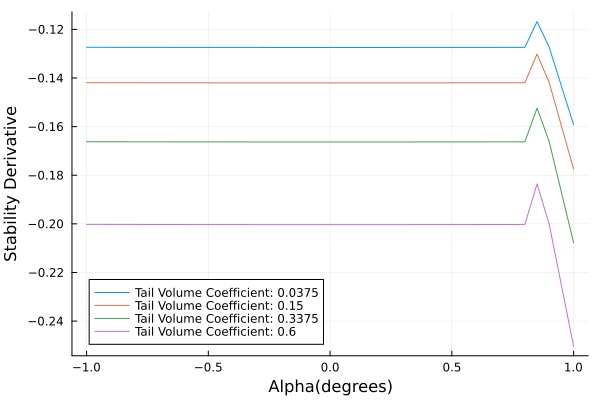 −0.12
−0.14
−0.16
−0.18
−0.20
−0.22
−0.24
Stability Derivative
Tail Volume Coefficient: 0.0375
Tail Volume Coefficient: 0.15
Tail Volume Coefficient: 0.3375
Tail Volume Coefficient: 0.6
−1.0 −0.5 0.0 0.5 1.0
Alpha(degrees)